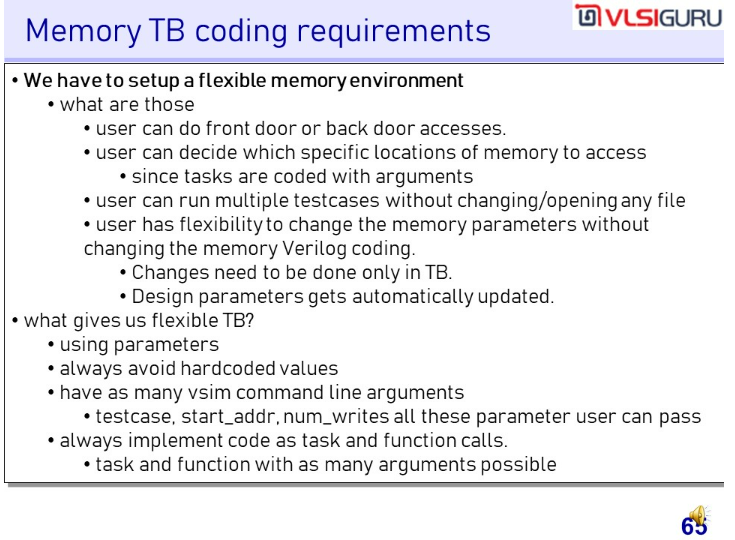 Memory TB coding requirements
VLSIGURU
• We have to setup a flexible memory environment
• what are those
• user can do front door or back door accesses.
• user can decide which specific locations of memory to access
• since tasks are coded with arguments
• user can run multiple testcases without changing/opening any file
• user has flexibility to change the memory parameters without
changing the memory Verilog coding.
• Changes need to be done only in TB.
• Design parameters gets automatically updated.
• what gives us flexible TB?
• using parameters
• always avoid hardcoded values
• have as many vsim command line arguments
• testcase, start_addr, num_writes all these parameter user can pass
• always implement code as task and function calls.
• task and function with as many arguments possible
65